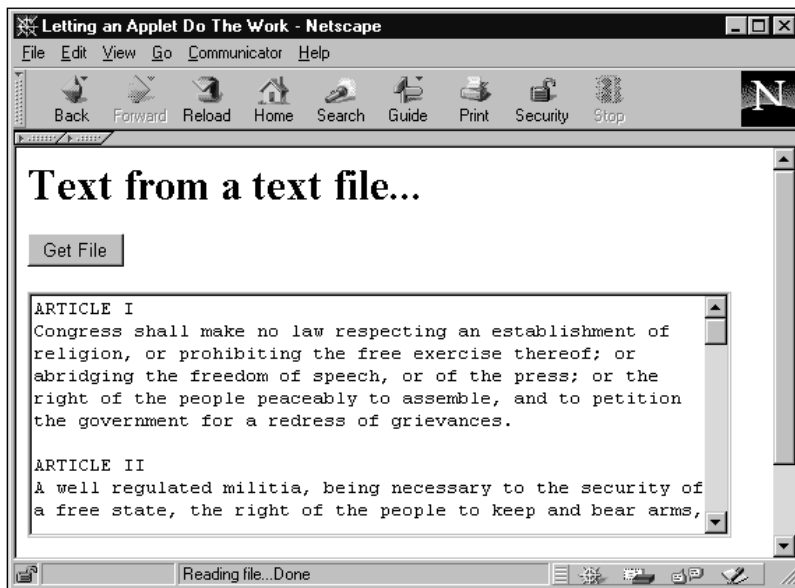 Letting an Applet Do The Work - Netscape
File Edit View Go Communicator Help
Back Forward Reload Home Search Guide Print Security Stop
N
Text from a text file...
Get File
ARTICLE I
Congress shall make no law respecting an establishment of
religion, or prohibiting the free exercise thereof; or
abridging the freedom of speech, or of the press; or the
right of the people peaceably to assemble, and to petition
the government for a redress of grievances.
ARTICLE II
A well regulated militia, being necessary to the security of
a free state, the right of the people to keep and bear arms,
Reading file...Done